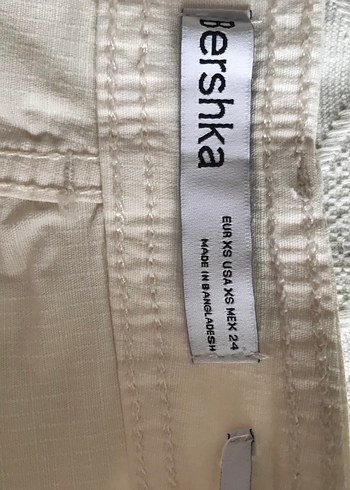 Bershka
EUR XS USA XS MEX 24
MADE IN BANGLADESH